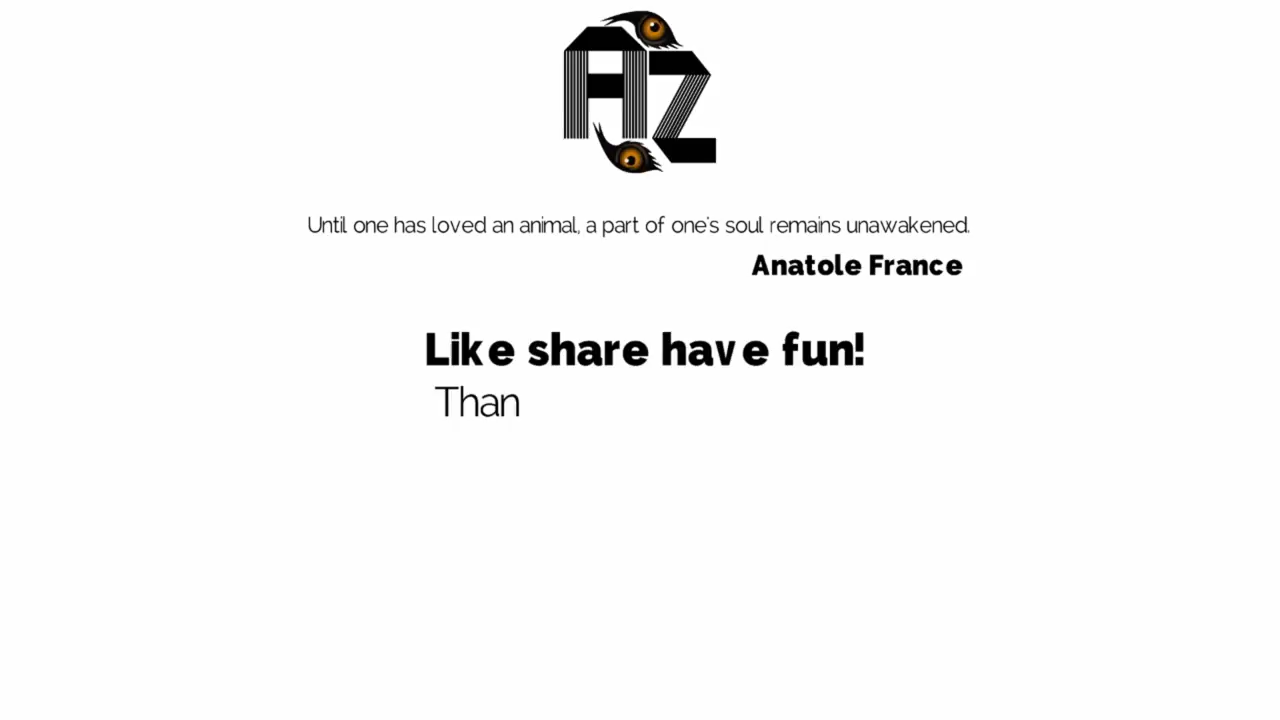 AZ
Until one has loved an animal, a part of one's soul remains unawakened.
Anatole France
Like share have fun!
Than